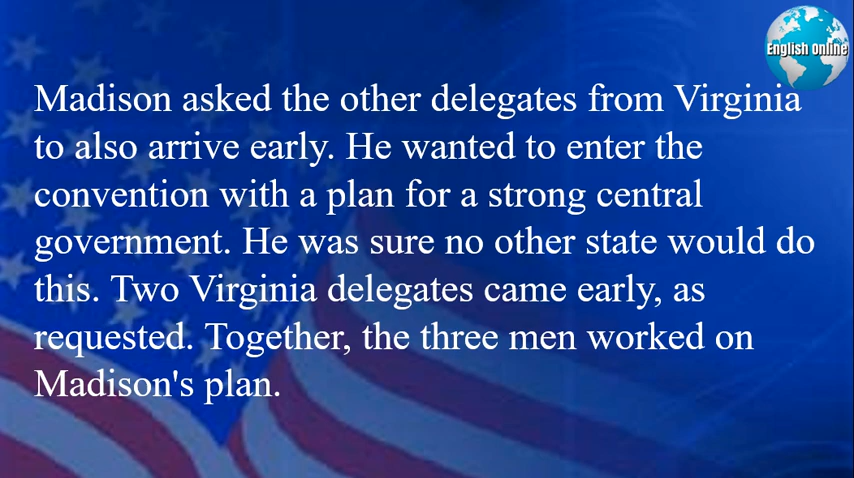 English Online
Madison asked the other delegates from Virginia
to also arrive early. He wanted to enter the
convention with a plan for a strong central
government. He was sure no other state would do
this. Two Virginia delegates came early, as
requested. Together, the three men worked on
Madison's plan.